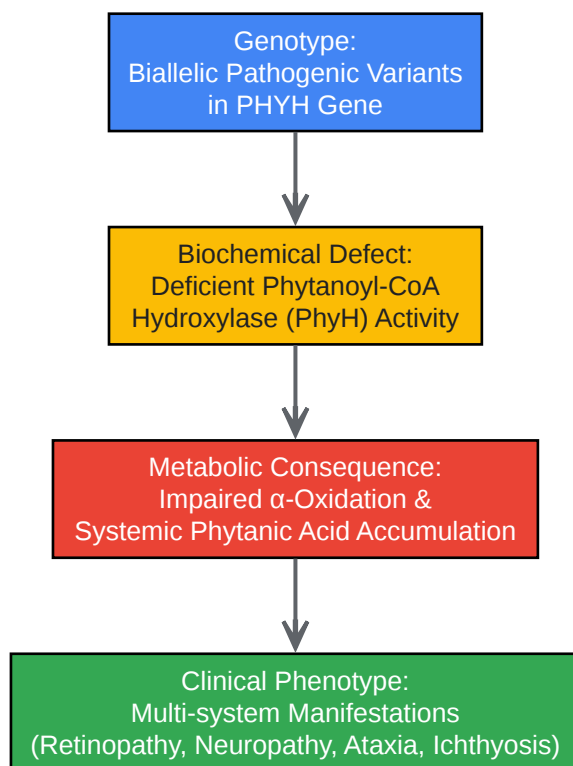 Genotype:
Biallelic Pathogenic Variants
in PHYH Gene
Biochemical Defect:
Deficient Phytanoyl-CoA
Hydroxylase (PhyH) Activity
Metabolic Consequence:
Impaired α-Oxidation &
Systemic Phytanic Acid Accumulation
Clinical Phenotype:
Multi-system Manifestations
(Retinopathy, Neuropathy, Ataxia, Ichthyosis)